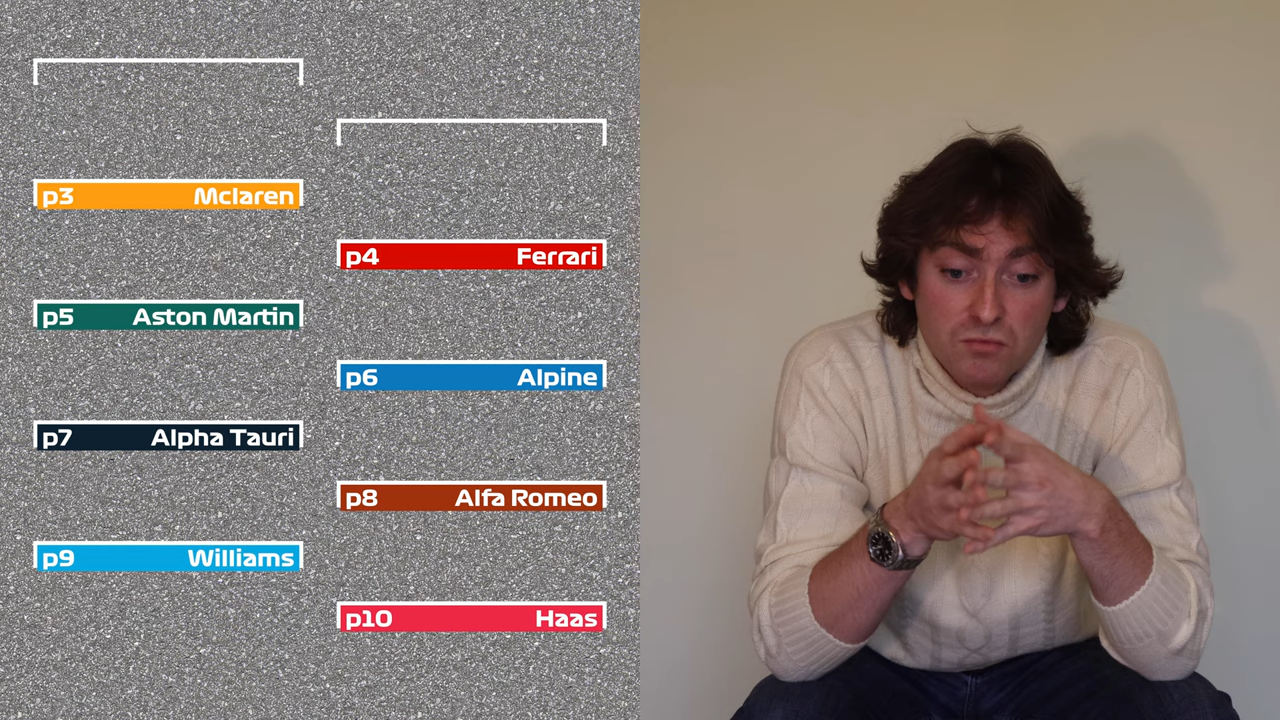 p3 Mclaren
p4 Ferrari
p5 Aston Martin
p6 Alpine
p7 Alpha Tauri
p8 Alfa Romeo
p9 Williams
p10 Haas